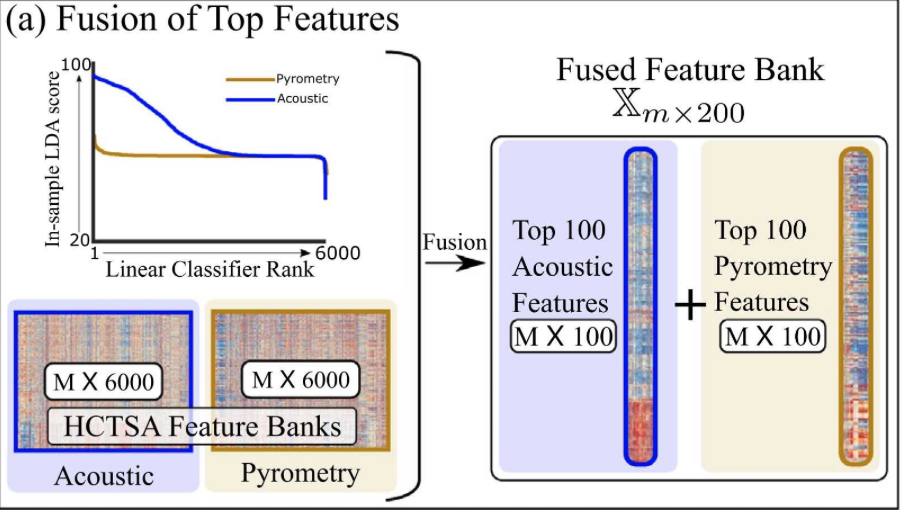 (a) Fusion of Top Features
100
In-sample LDA score
20
Pyrometry
Acoustic
1
6000
Linear Classifier Rank
M X 6000
M X 6000
HCTSA Feature Banks
Acoustic
Pyrometry
Fusion
Fused Feature Bank
𝕏m×200
Top 100
Acoustic
Features
M X 100
+
Top 100
Pyrometry
Features
M X 100